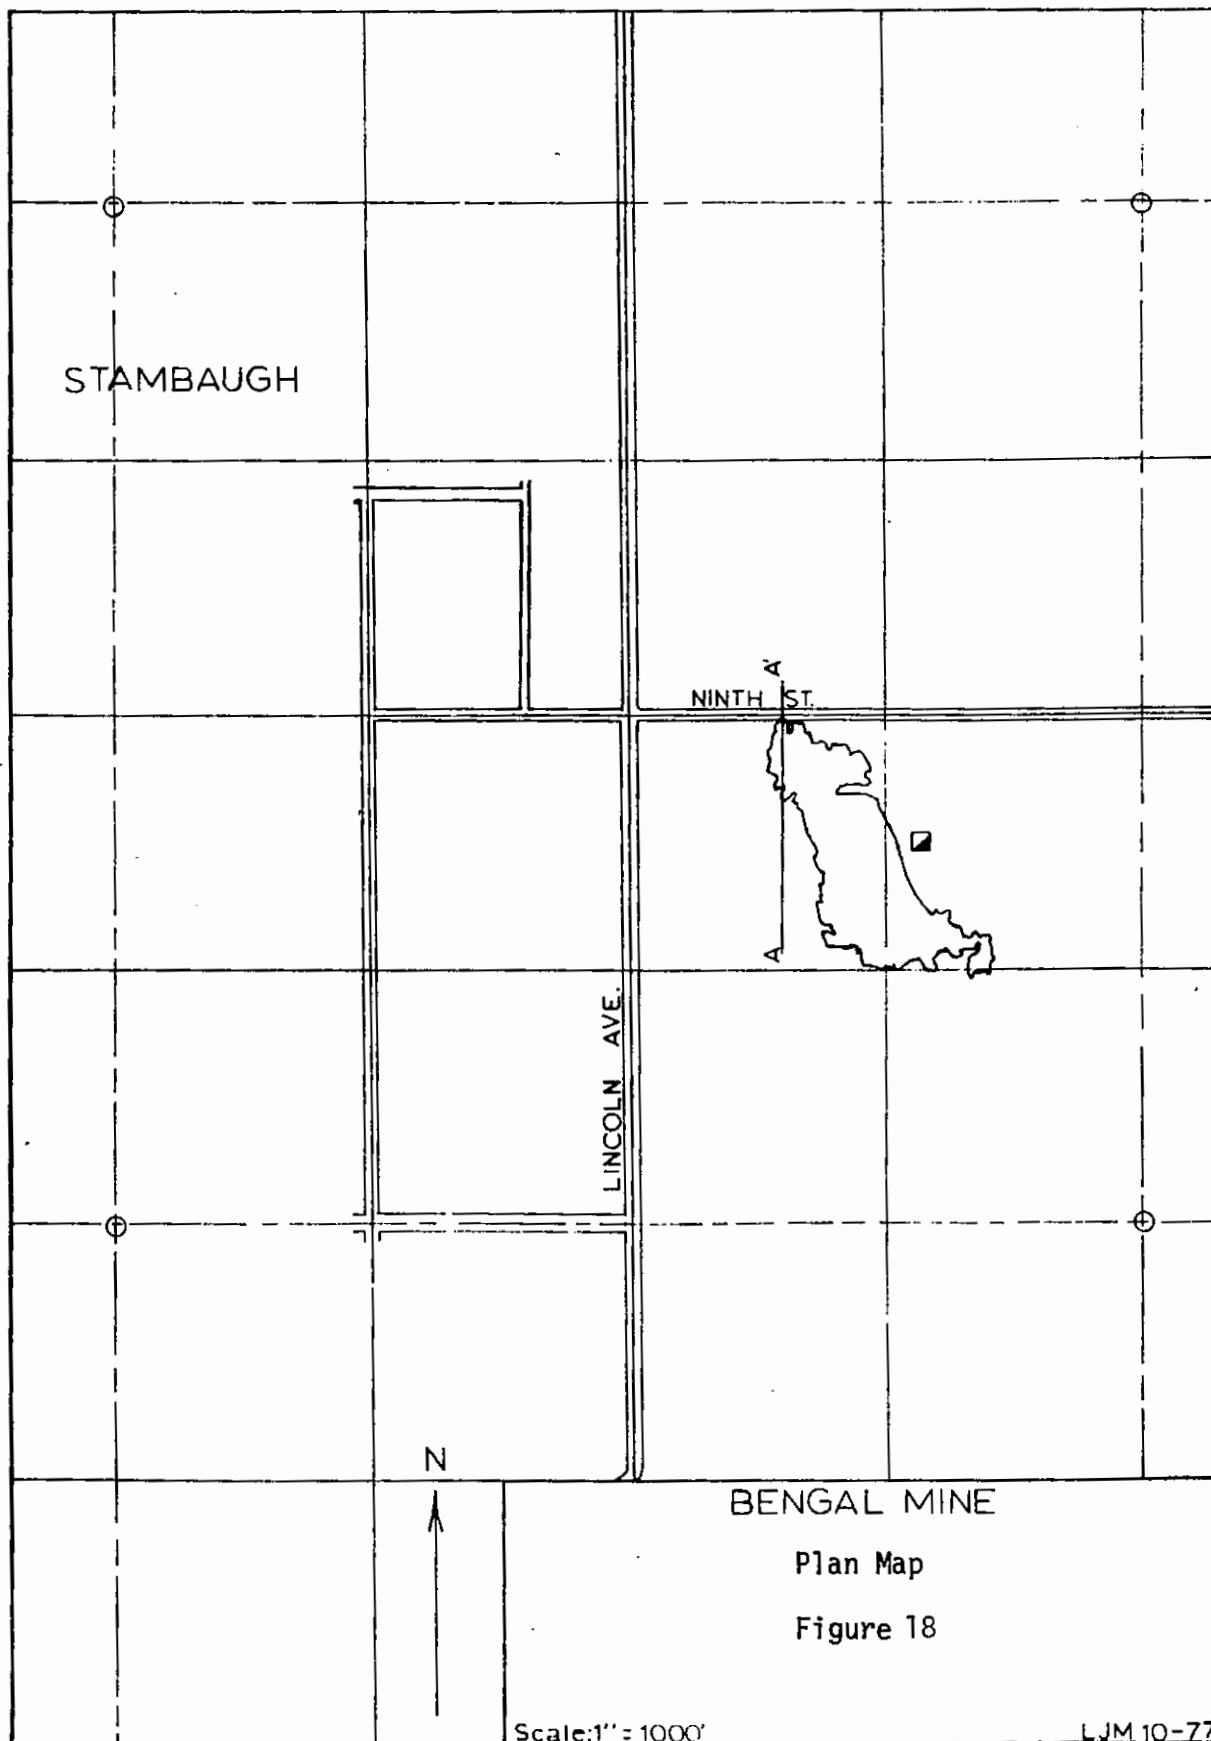 STAMBAUGH
A'
NINTH ST.
A
LINCOLN AVE.
N
BENGAL MINE
Plan Map
Figure 18
Scale:1" = 1000'
LJM 10-77